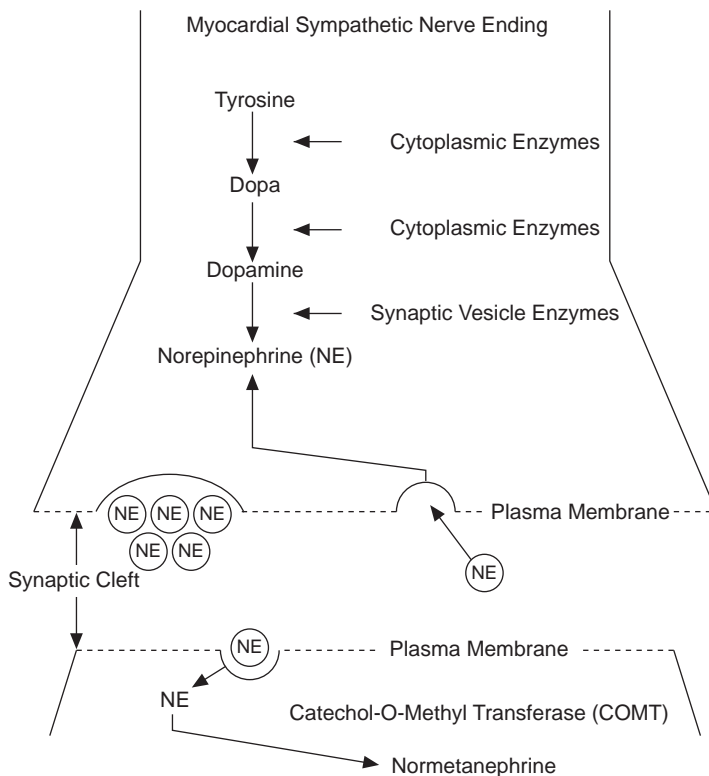 Myocardial Sympathetic Nerve Ending
Tyrosine
Cytoplasmic Enzymes
Dopa
Cytoplasmic Enzymes
Dopamine
Synaptic Vesicle Enzymes
Norepinephrine (NE)
NE NE NE
Plasma Membrane
NE NE
NE
Synaptic Cleft
NE
Plasma Membrane
NE
Catechol-O-Methyl Transferase (COMT)
Normetanephrine